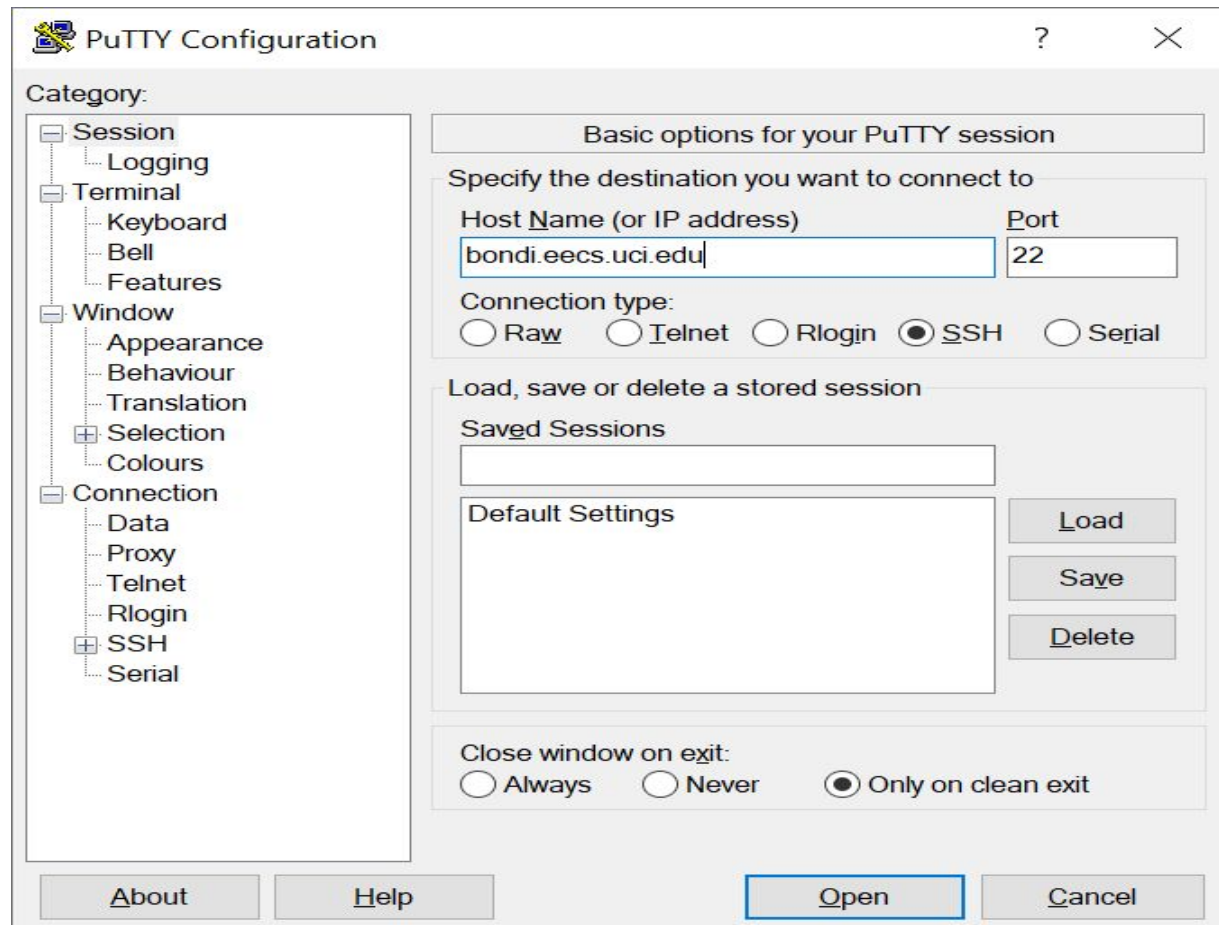 PuTTY Configuration
?
Category:
Session
Logging
Terminal
Keyboard
Bell
Features
Window
Appearance
Behaviour
Translation
Selection
Colours
Connection
Data
Proxy
Telnet
Rlogin
SSH
Serial
Basic options for your PuTTY session
Specify the destination you want to connect to
Host Name (or IP address) Port
bondi.eecs.uci.edu 22
Connection type:
Raw Telnet Rlogin SSH Serial
Load, save or delete a stored session
Saved Sessions
Default Settings
Load
Save
Delete
Close window on exit:
Always Never Only on clean exit
About Help Open Cancel